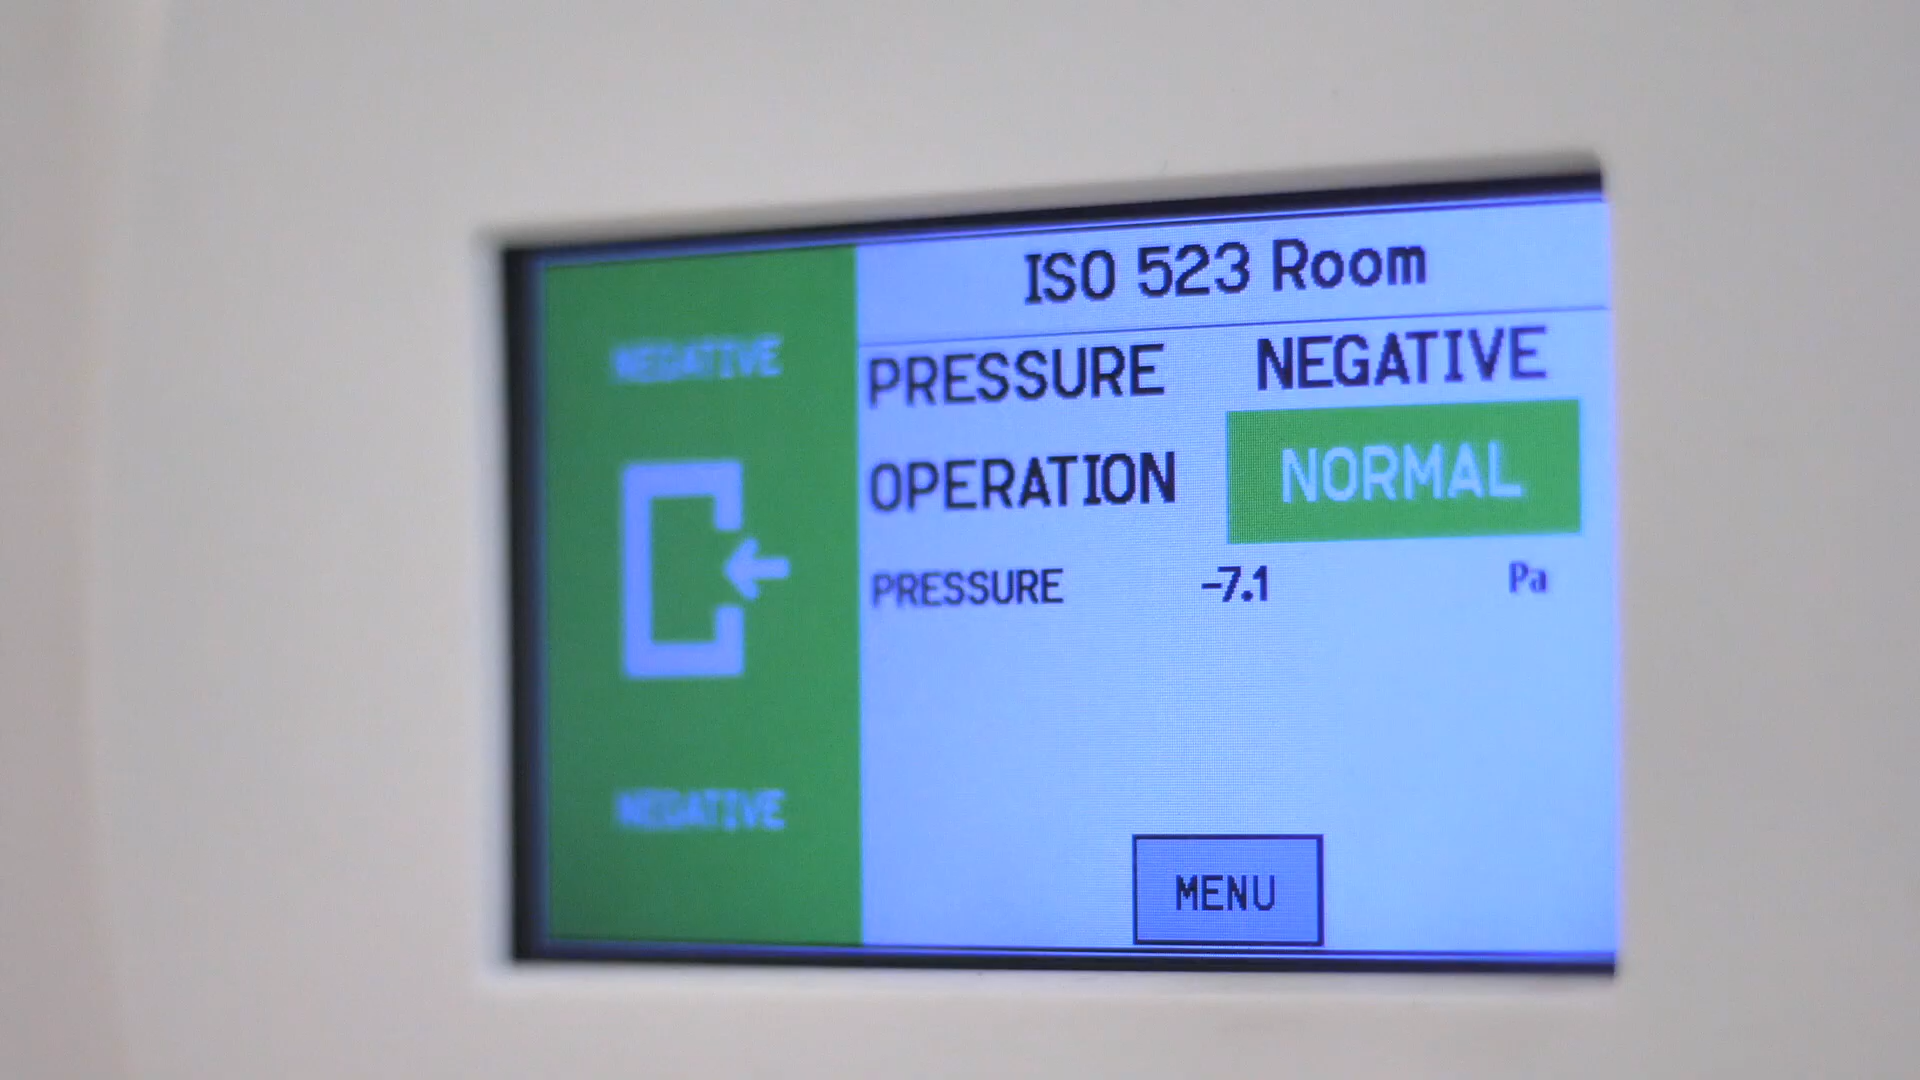 ISO 523 Room
NEGATIVE
PRESSURE NEGATIVE
OPERATION NORMAL
PRESSURE -7.1 Pa
NEGATIVE
MENU